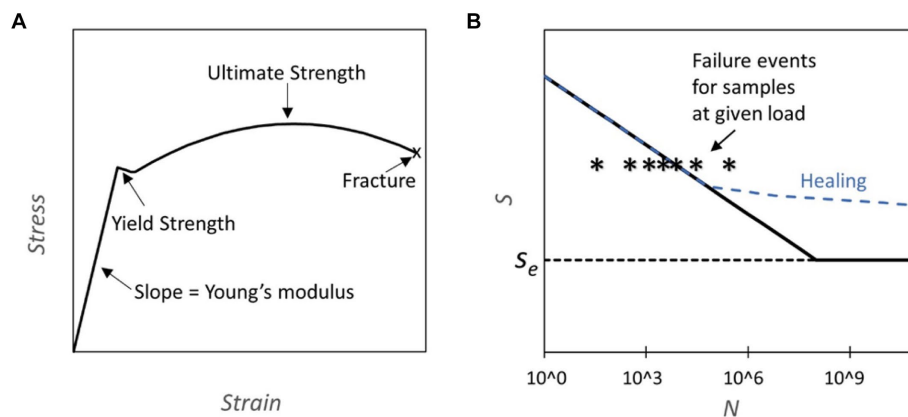 A
Ultimate Strength
Fracture
Yield Strength
Slope = Young's modulus
Stress
Strain
B
Failure events
for samples
at given load
* * * * * * *
Healing
S
Se
10^0 10^3 10^6 10^9
N